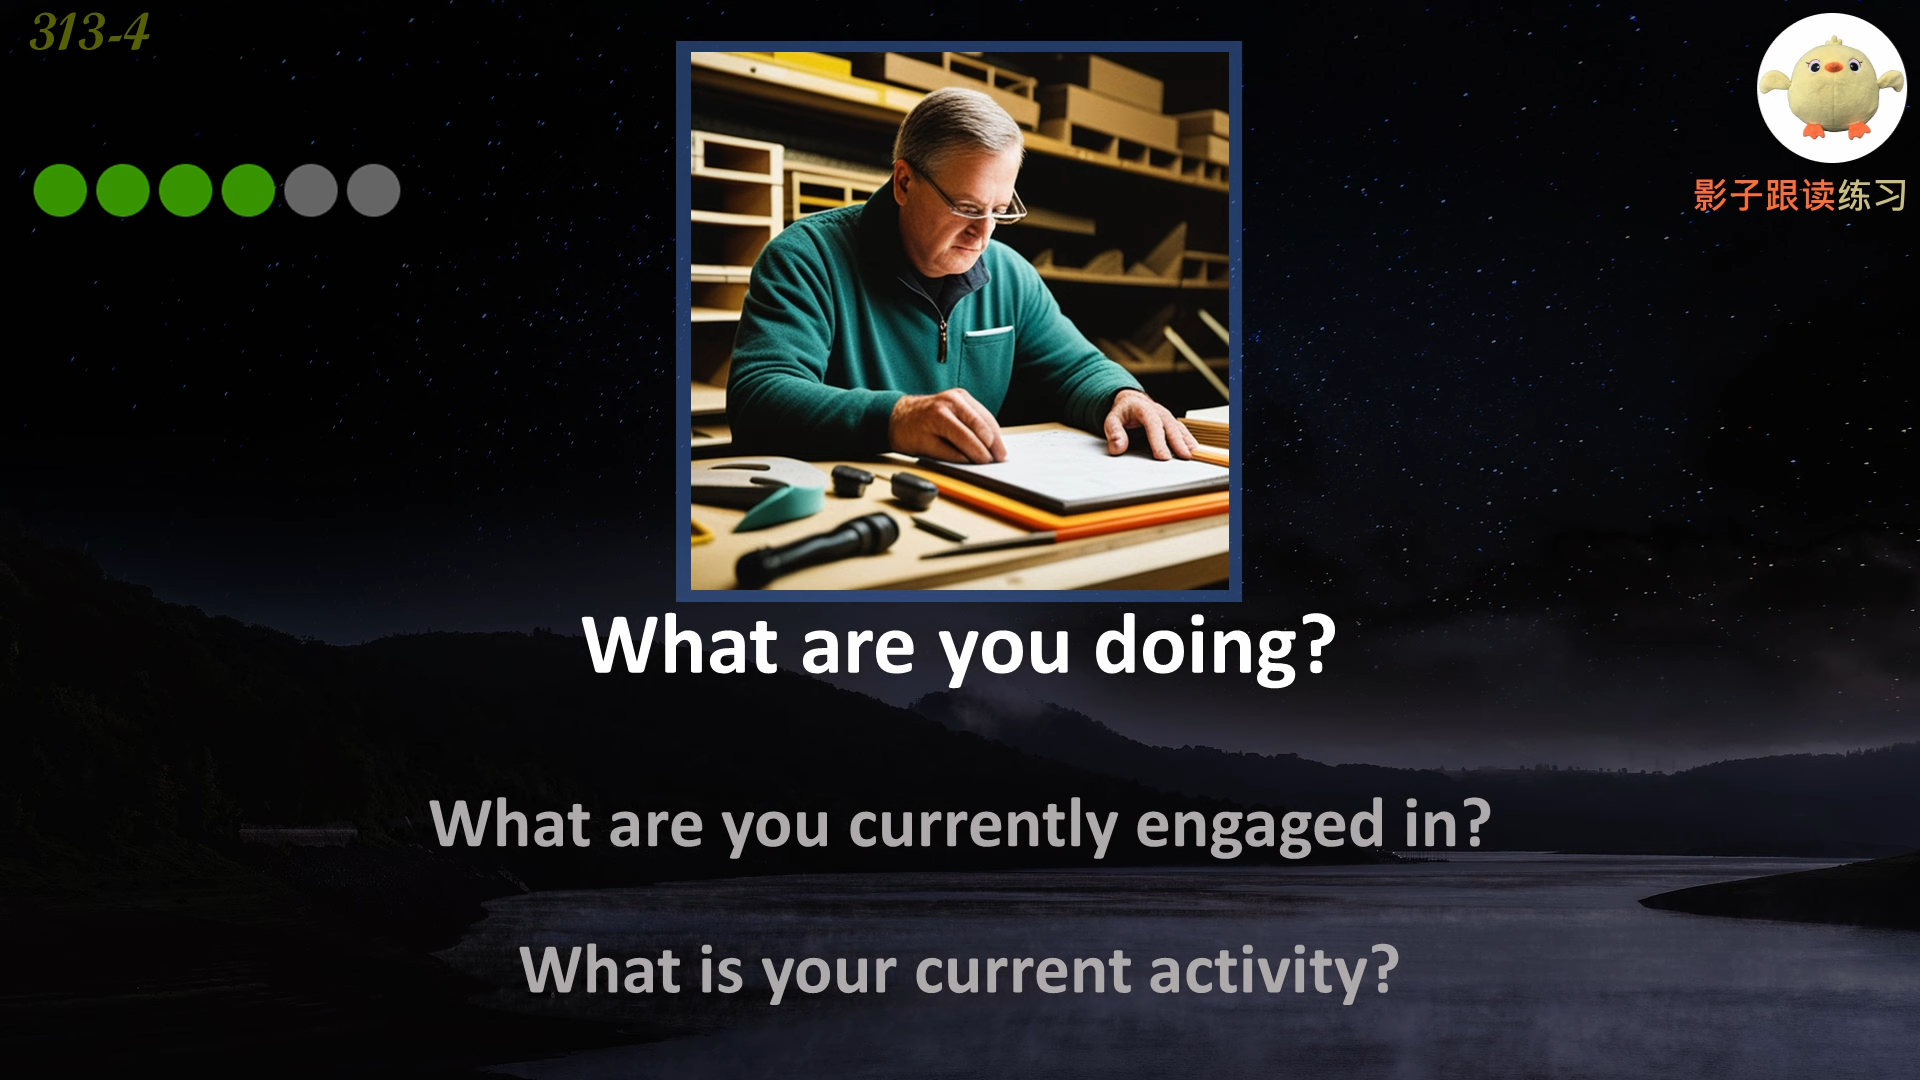 313-4
影子跟读练习
What are you doing?
What are you currently engaged in?
What is your current activity?